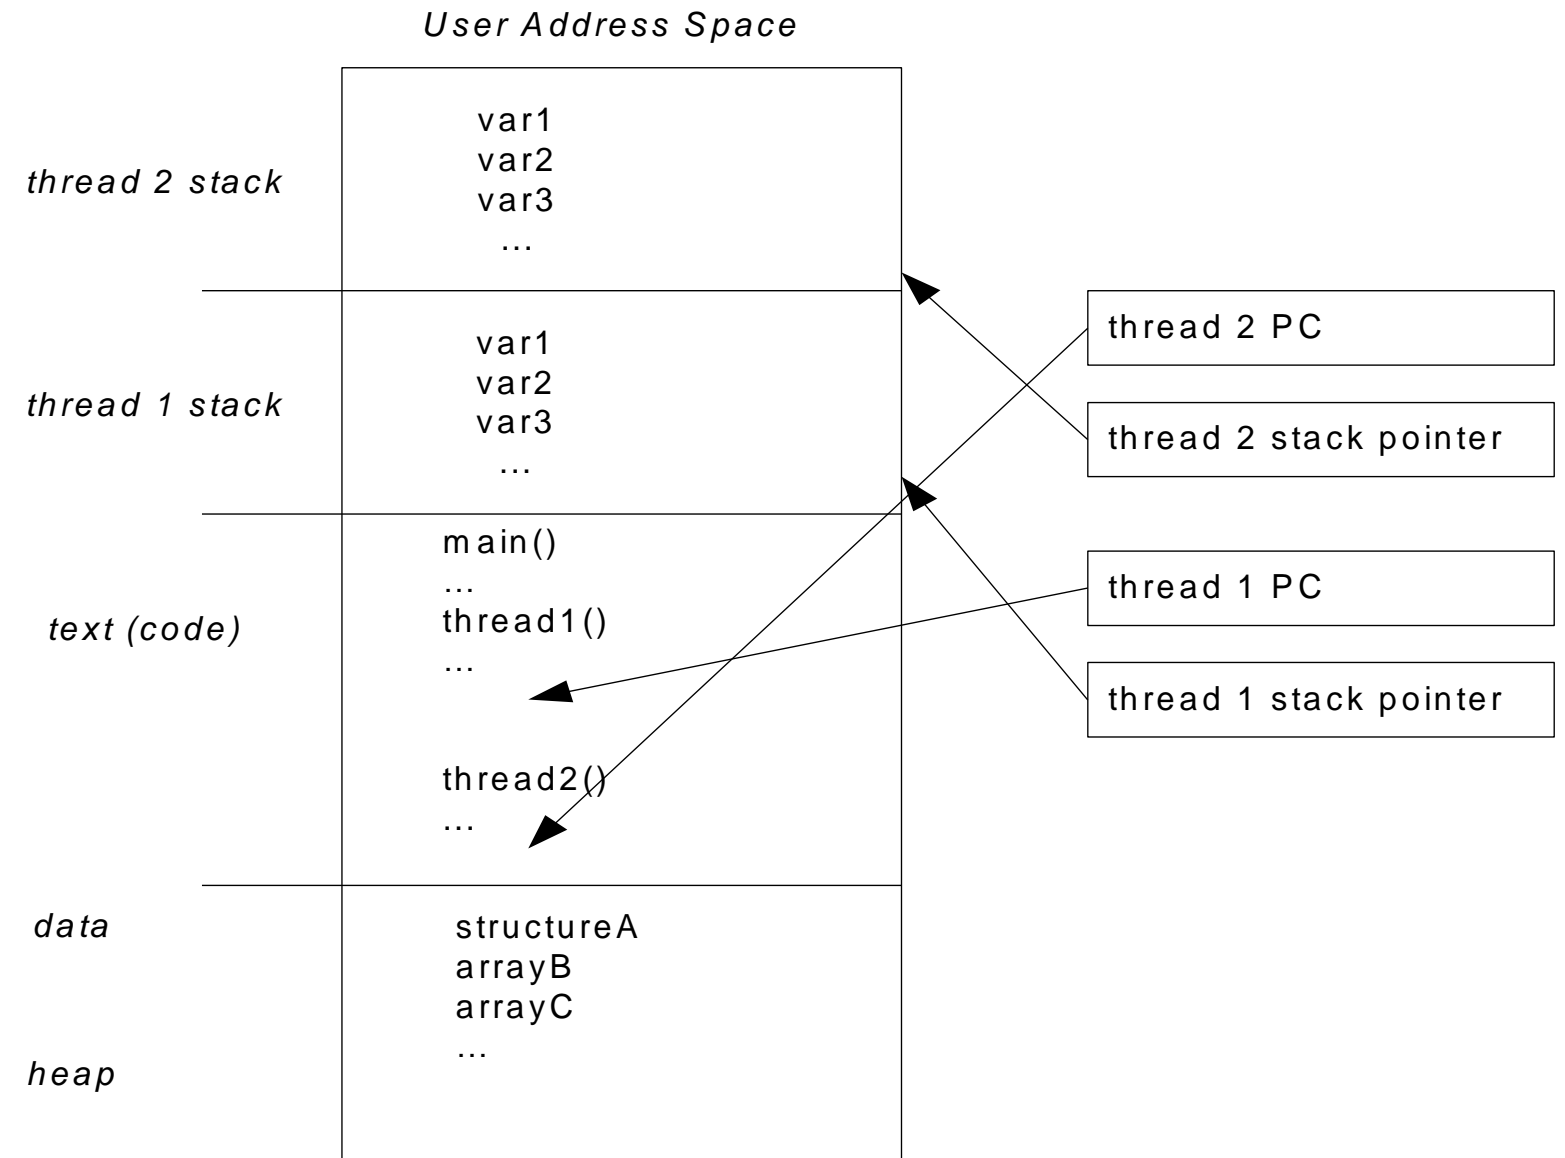 User Address Space
thread 2 stack
var1
var2
var3
...
thread 1 stack
var1
var2
var3
...
text (code)
main()
...
thread1()
...
thread2()
...
data
structureA
arrayB
arrayC
...
heap
thread 2 PC
thread 2 stack pointer
thread 1 PC
thread 1 stack pointer